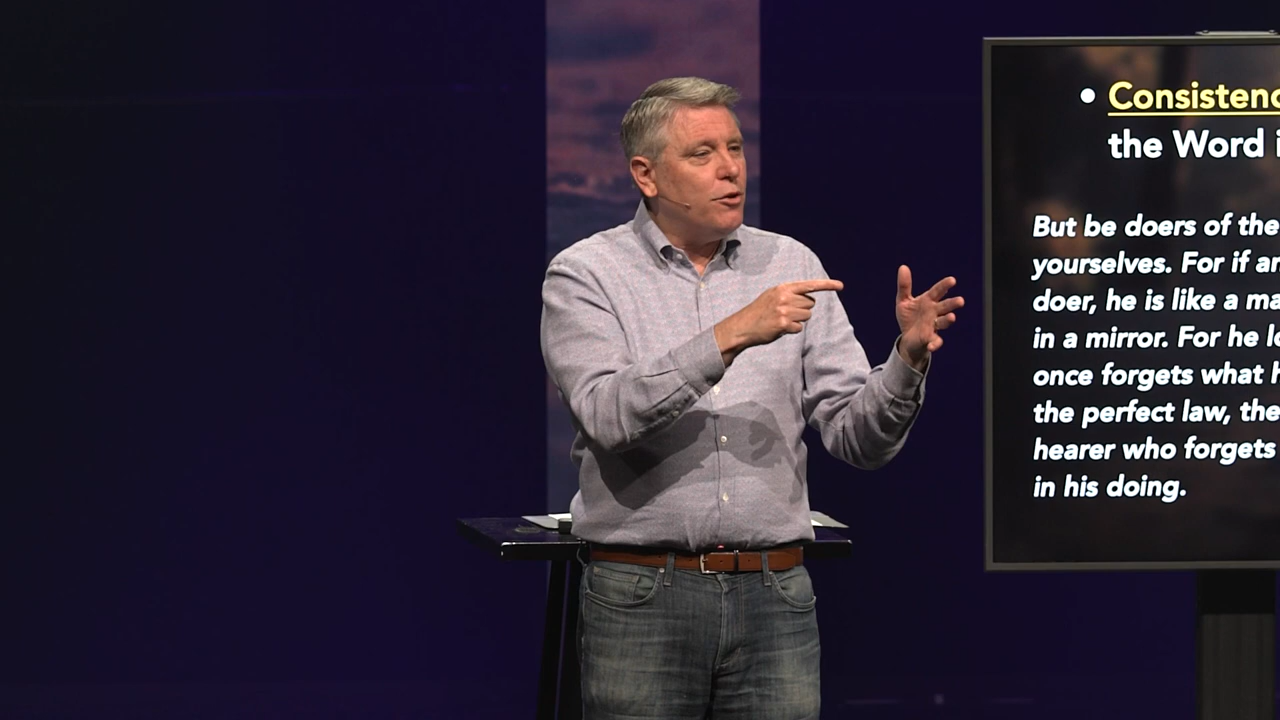 • Consistenc
the Word i
But be doers of the
yourselves. For if an
doer, he is like a ma
in a mirror. For he lo
once forgets what h
the perfect law, the
hearer who forgets
in his doing.